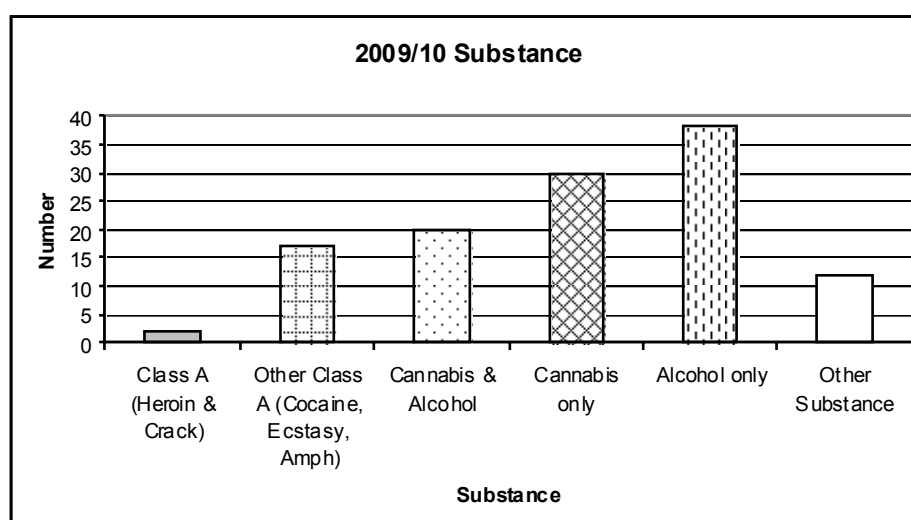 2009/10 Substance
40
35
30
25
20
15
10
5
0
Number
Class A
(Heroin &
Crack)
Other Class
A (Cocaine,
Ecstasy,
Amph)
Cannabis &
Alcohol
Cannabis
only
Alcohol only
Other
Substance
Substance